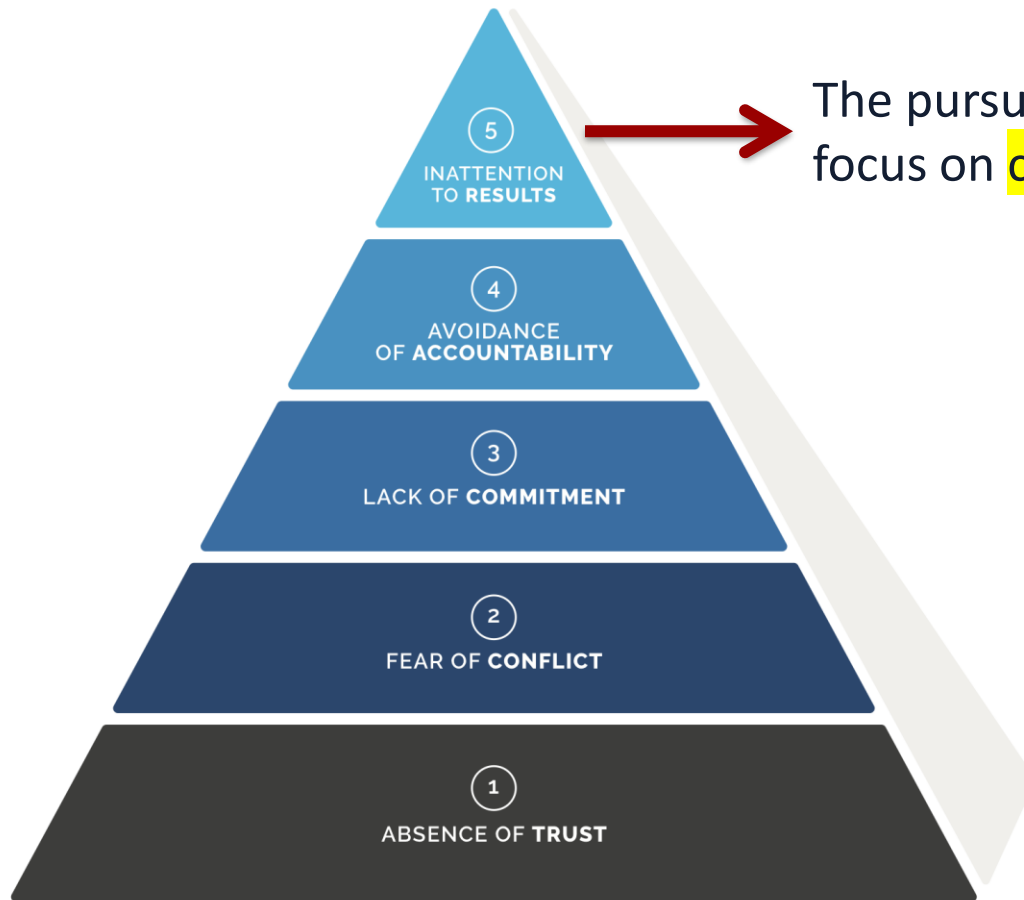 The
focus on
5
INATTENTION
TO RESULTS
4
AVOIDANCE
OF ACCOUNTABILITY
3
LACK OF COMMITMENT
2
FEAR OF CONFLICT
1
ABSENCE OF TRUST